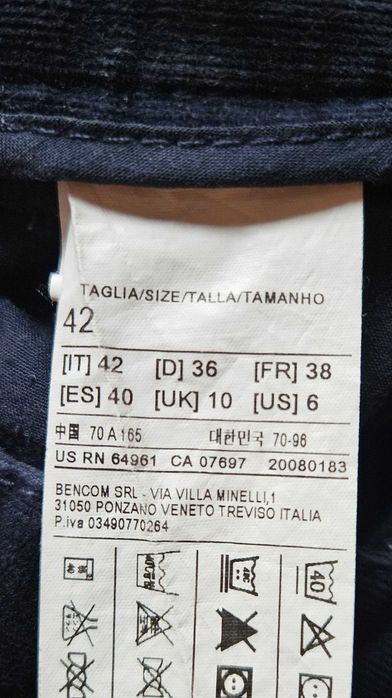 TAGLIA/SIZE/TALLA/TAMANHO
42
[IT] 42 [D] 36 [FR] 38
[ES] 40 [UK] 10 [US] 6
中国 70 A 165 대한민국 70-96
US RN 64961 CA 07697 20080183
BENCOM SRL - VIA VILLA MINELLI,1
31050 PONZANO VENETO TREVISO ITALIA
P.iva 03490770264
40